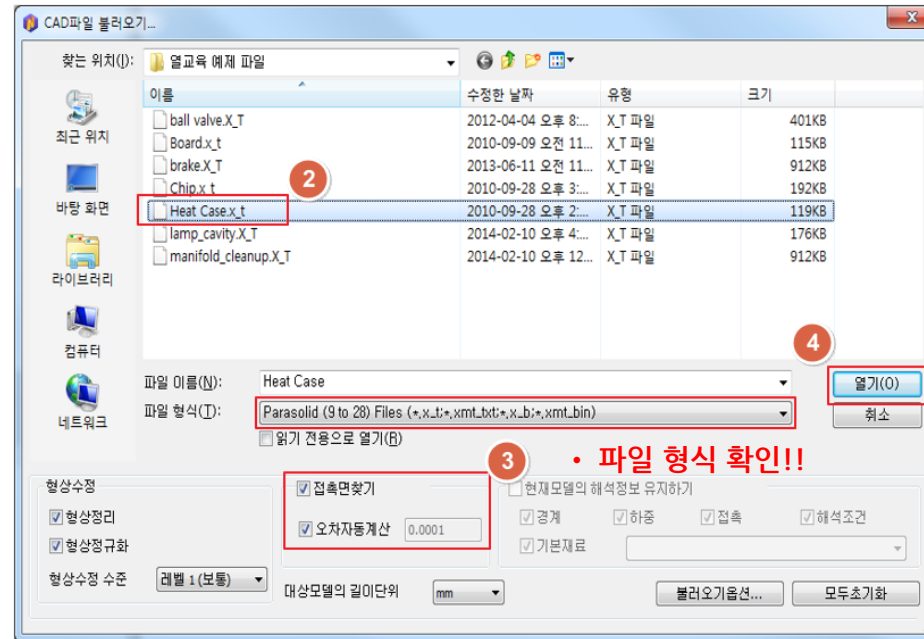 CAD파일 불러오기...
찾는 위치(I): 열교육 예제 파일
이름 수정한 날짜 유형 크기
ball valve.X_T 2012-04-04 오후 8:... X_T 파일 401KB
Board.x_t 2010-09-09 오전 11... X_T 파일 115KB
brake.X_T 2013-06-11 오전 11... X_T 파일 912KB
Chip.x_t 2010-09-28 오후 3:... X_T 파일 192KB
Heat Case.x_t 2010-09-28 오후 2:... X_T 파일 119KB
lamp_cavity.X_T 2014-02-10 오후 4:... X_T 파일 176KB
manifold_cleanup.X_T 2014-02-10 오후 12... X_T 파일 912KB
2
최근 위치
바탕 화면
라이브러리
컴퓨터
네트워크
4
파일 이름(N): Heat Case 열기(O)
파일 형식(T): Parasolid (9 to 28) Files (*.x_t;*.xmt_txt;*.x_b;*.xmt_bin) 취소
읽기 전용으로 열기(R)
3
• 파일 형식 확인!!
형상수정 접촉면찾기 현재모델의 해석정보 유지하기
형상정리 오차자동계산 0.0001 경계 하중 접촉 해석조건
형상정규화 기본재료
형상수정 수준 레벨 1 (보통) 대상모델의 길이단위 mm 불러오기옵션... 모두초기화